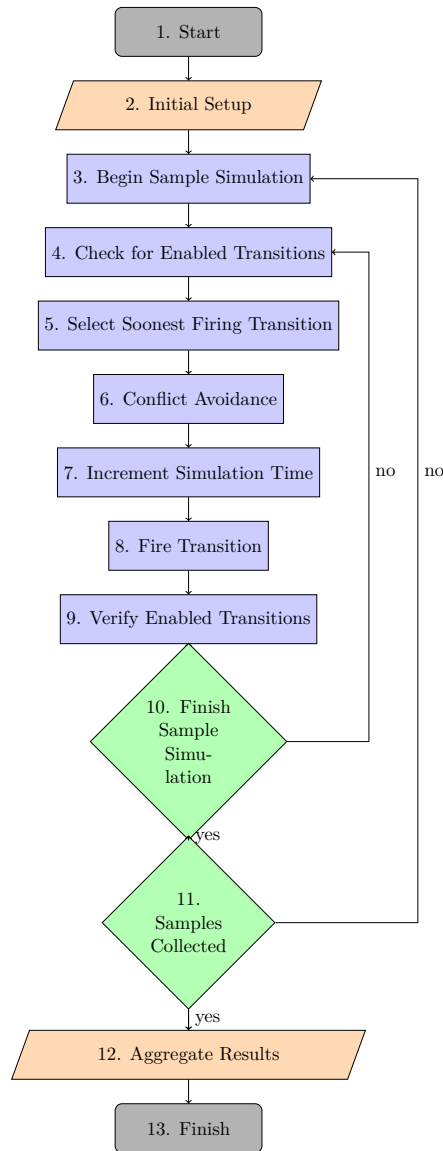 1. Start
2. Initial Setup
3. Begin Sample Simulation
4. Check for Enabled Transitions
5. Select Soonest Firing Transition
6. Conflict Avoidance
7. Increment Simulation Time
no
no
8. Fire Transition
9. Verify Enabled Transitions
10. Finish
Sample
Simu-
lation
yes
11.
Samples
Collected
yes
12. Aggregate Results
13. Finish